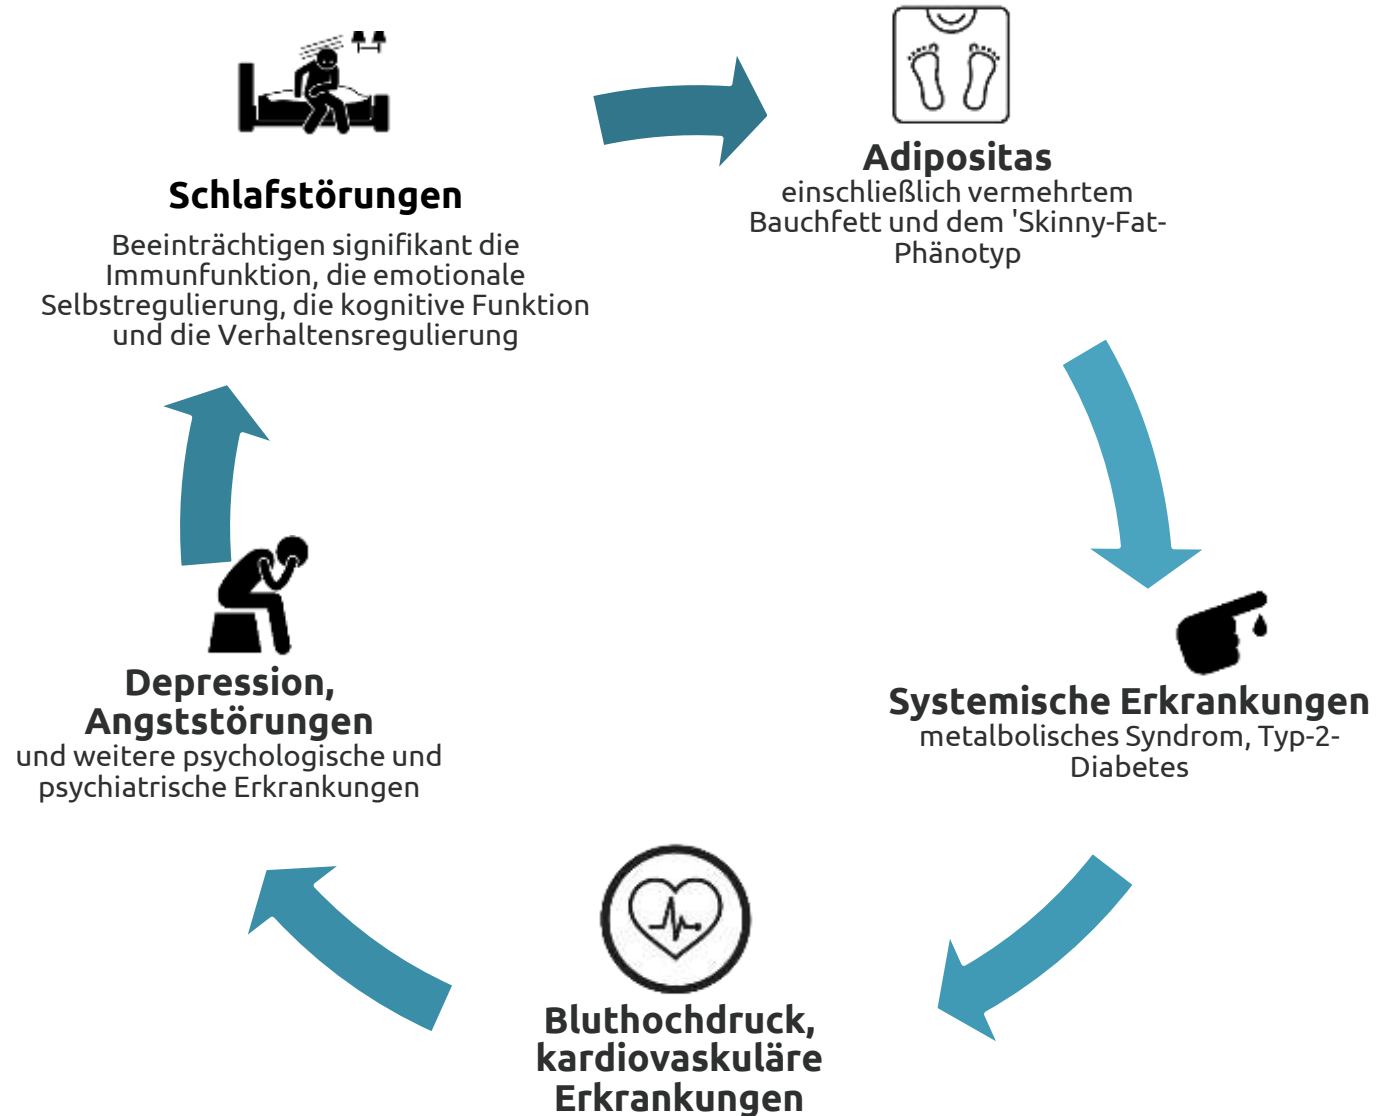 Schlafstörungen
Beeinträchtigen signifikant die
Immunfunktion, die emotionale
Selbstregulierung, die kognitive Funktion
und die Verhaltensregulierung
Adipositas
einschließlich vermehrtem
Bauchfett und dem 'Skinny-Fat-
Phänotyp
Systemische Erkrankungen
metalbolisches Syndrom, Typ-2-
Diabetes
Bluthochdruck,
kardiovaskuläre
Erkrankungen
Depression,
Angststörungen
und weitere psychologische und
psychiatrische Erkrankungen